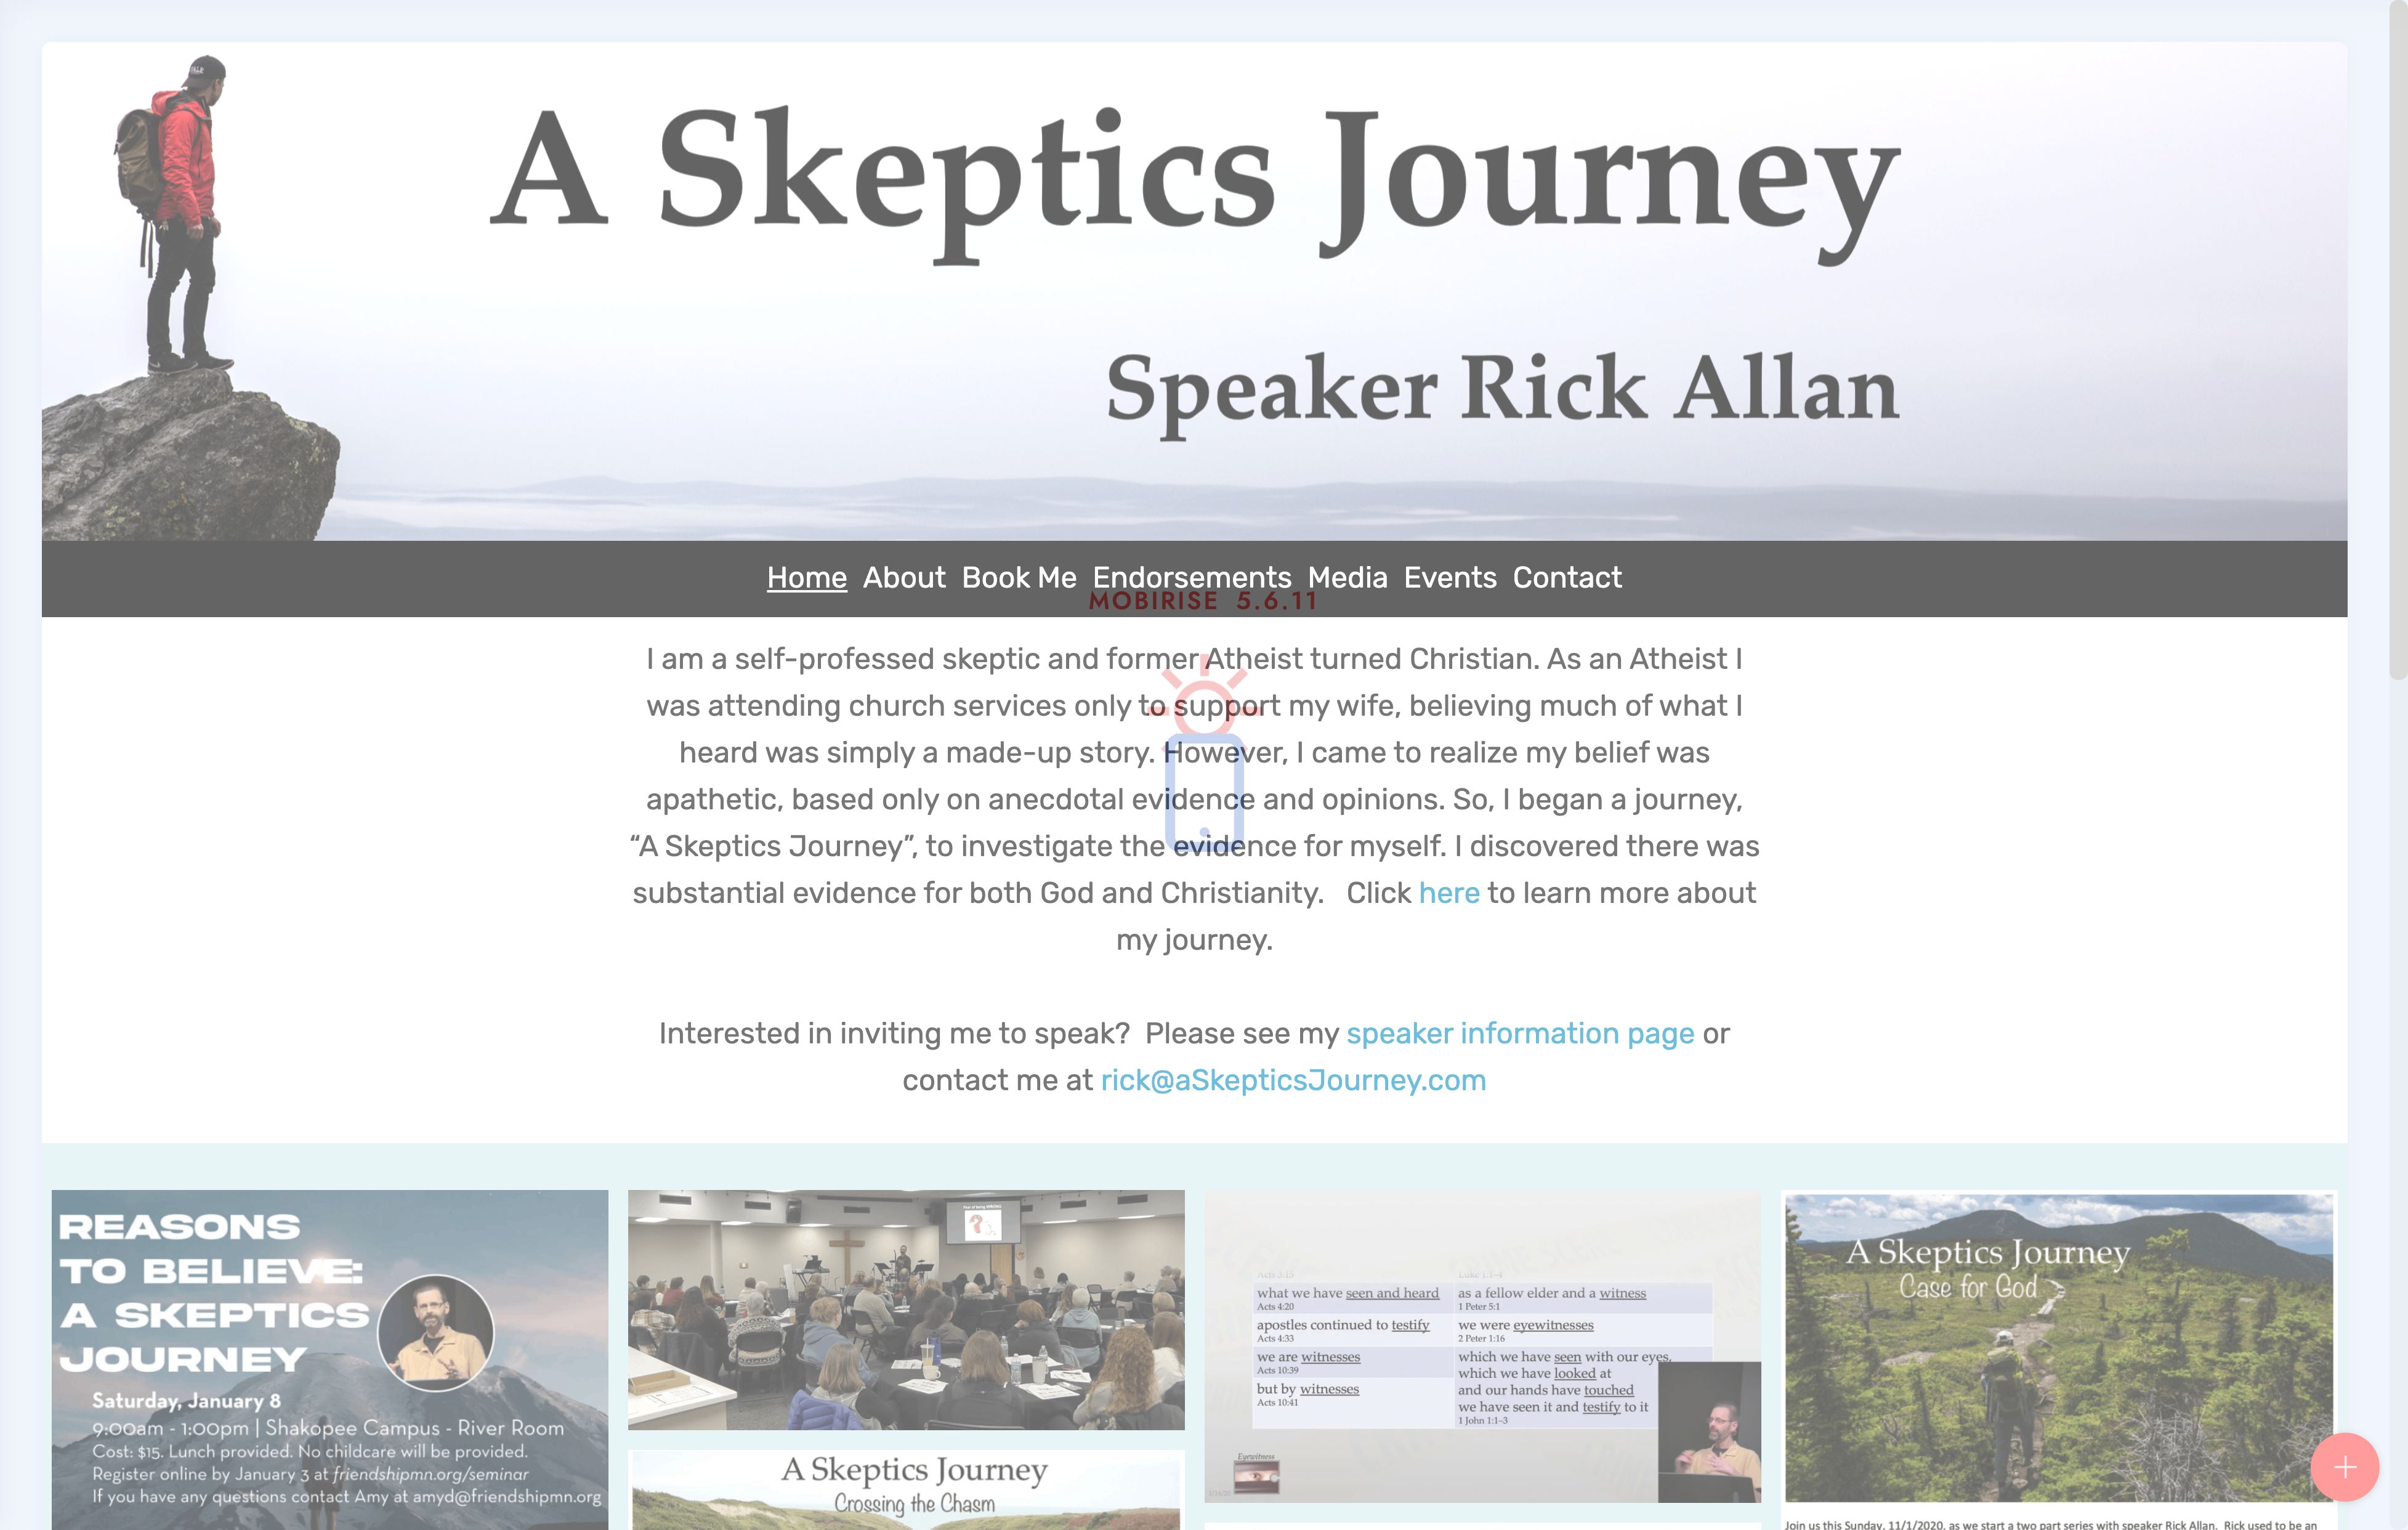 A Skeptics Journey
Speaker Rick Allan
Home About Book Me Endorsements Media Events Contact
MOBIRISE 5.6.11
I am a self-professed skeptic and former Atheist turned Christian. As an Atheist I
was attending church services only to support my wife, believing much of what I
heard was simply a made-up story. However, I came to realize my belief was
apathetic, based only on anecdotal evidence and opinions. So, I began a journey,
“A Skeptics Journey”, to investigate the evidence for myself. I discovered there was
substantial evidence for both God and Christianity. Click here to learn more about
my journey.
Interested in inviting me to speak? Please see my speaker information page or
contact me at rick@aSkepticsJourney.com
REASONS
TO BELIEVE:
A SKEPTICS
JOURNEY
Saturday, January 8
9:00am - 1:00pm | Shakopee Campus - River Room
Cost: $15. Lunch provided. No childcare will be provided.
Register online by January 3 at friendshipmn.org/seminar
If you have any questions contact Amy at amyd@friendshipmn.org
A Skeptics Journey
Crossing the Chasm
Acts 5:15 Luke 1:1-4
what we have seen and heard
Acts 4:20
as a fellow elder and a witness
1 Peter 5:1
apostles continued to testify
Acts 4:33
we were eyewitnesses
2 Peter 1:16
we are witnesses
Acts 10:39
which we have seen with our eyes,
which we have looked at
but by witnesses
Acts 10:41
and our hands have touched
we have seen it and testify to it
1 John 1:1-3
Eyewitness
A Skeptics Journey
Case for God
Join us this Sunday, 11/1/2020, as we start a two part series with speaker Rick Allan. Rick used to be an